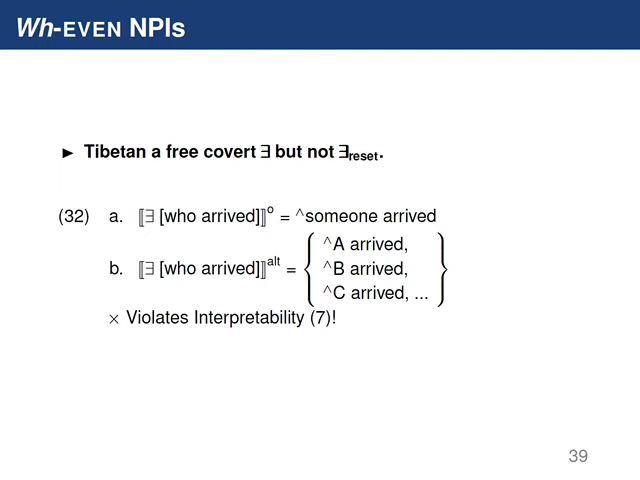 Wh-EVEN NPIs
▶ Tibetan a free covert ∃ but not ∃reset.
(32) a. ⟦∃ [who arrived]⟧o = ^someone arrived
b. ⟦∃ [who arrived]⟧alt = { ^A arrived,
^B arrived,
^C arrived, ... }
× Violates Interpretability (7)!
39